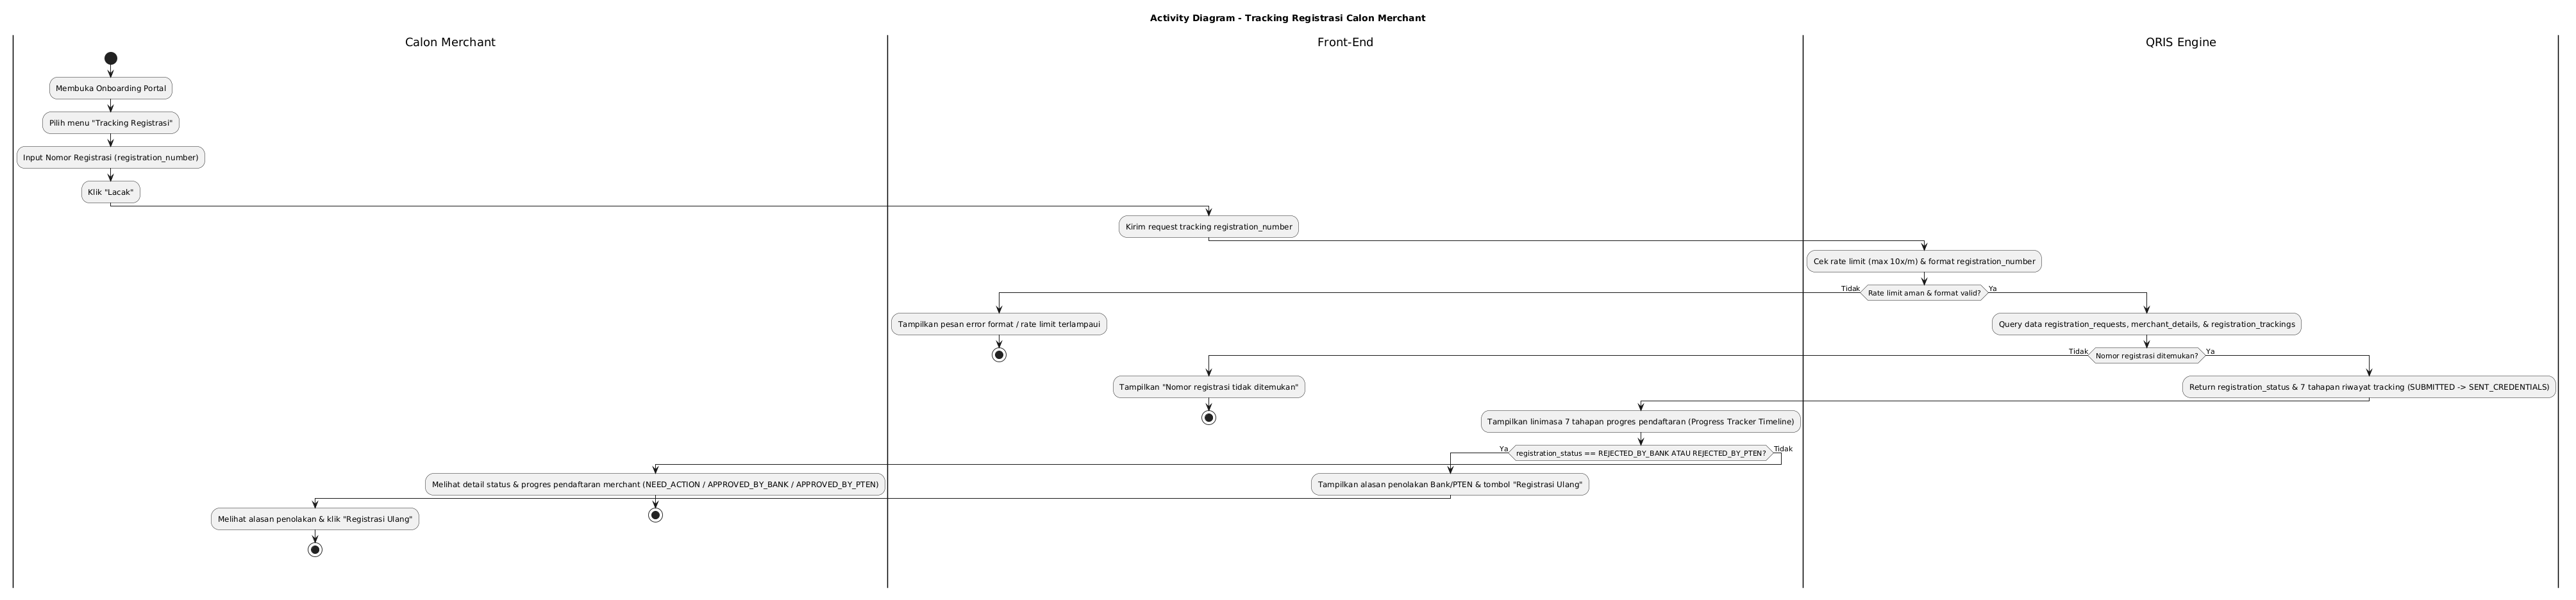 Activity Diagram - Tracking Registrasi Calon Merchant
Calon Merchant
Front-End
QRIS Engine
Membuka Onboarding Portal
Pilih menu "Tracking Registrasi"
Input Nomor Registrasi (registration_number)
Klik "Lacak"
Kirim request tracking registration_number
Cek rate limit (max 10x/m) & format registration_number
Tidak
Rate limit aman & format valid?
Ya
Tampilkan pesan error format / rate limit terlampaui
Query data registration_requests, merchant_details, & registration_trackings
Tidak
Nomor registrasi ditemukan?
Ya
Tampilkan "Nomor registrasi tidak ditemukan"
Return registration_status & 7 tahapan riwayat tracking (SUBMITTED -> SENT_CREDENTIALS)
Tampilkan linimasa 7 tahapan progres pendaftaran (Progress Tracker Timeline)
Ya
registration_status == REJECTED_BY_BANK ATAU REJECTED_BY_PTEN?
Tidak
Melihat detail status & progres pendaftaran merchant (NEED_ACTION / APPROVED_BY_BANK / APPROVED_BY_PTEN)
Tampilkan alasan penolakan Bank/PTEN & tombol "Registrasi Ulang"
Melihat alasan penolakan & klik "Registrasi Ulang"